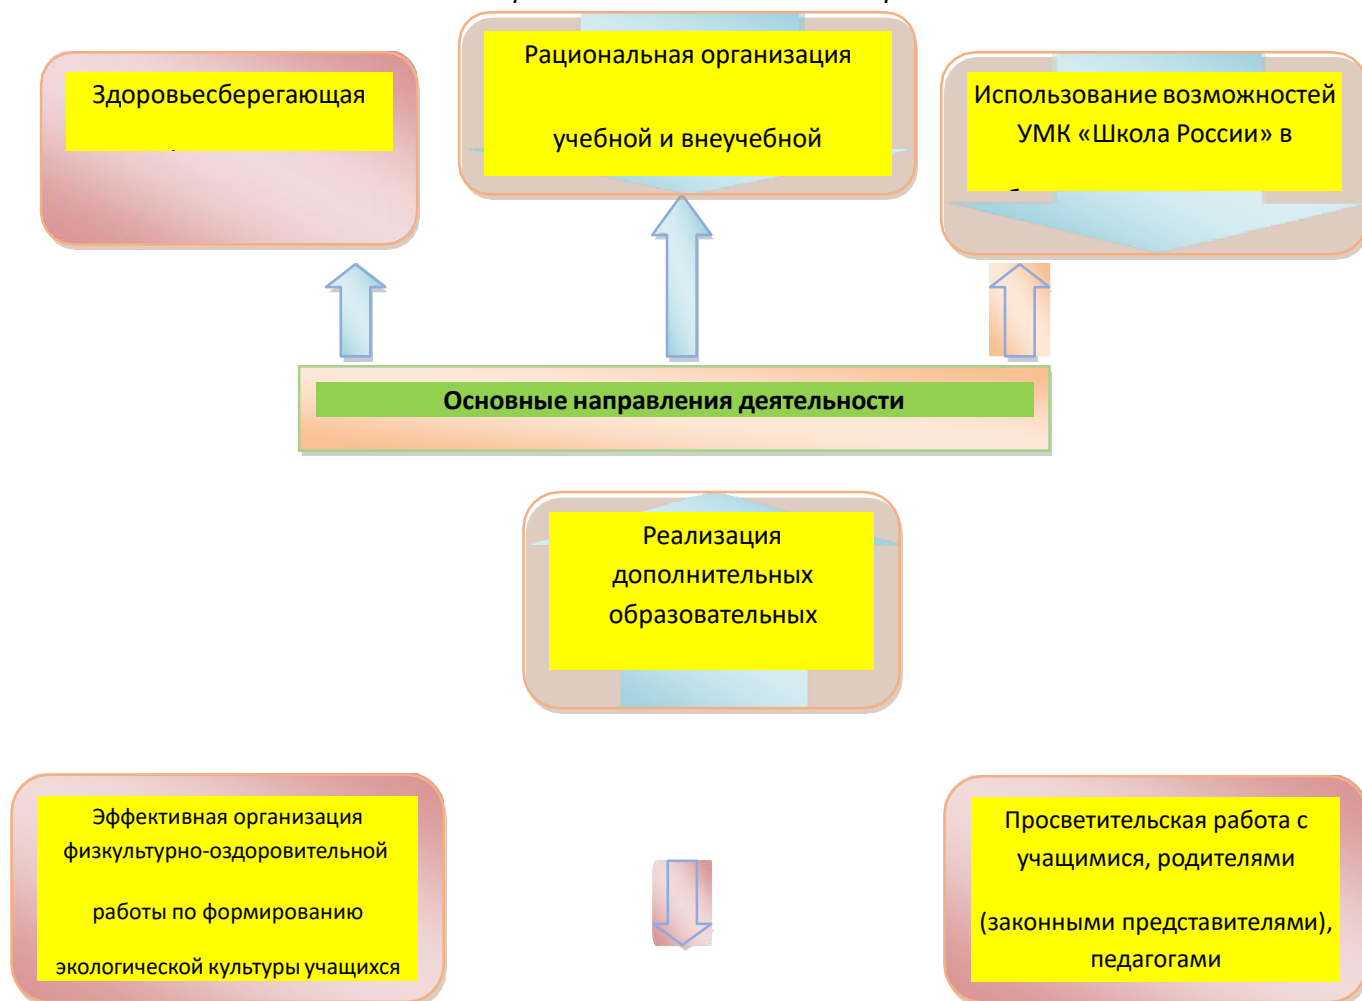 Рациональная организация
учебной и внеучебной
Здоровьесберегающая
Использование возможностей
УМК «Школа России» в
Основные направления деятельности
Реализация
дополнительных
образовательных
Эффективная организация
физкультурно-оздоровительной
работы по формированию
экологической культуры учащихся
Просветительская работа с
учащимися, родителями
(законными представителями),
педагогами